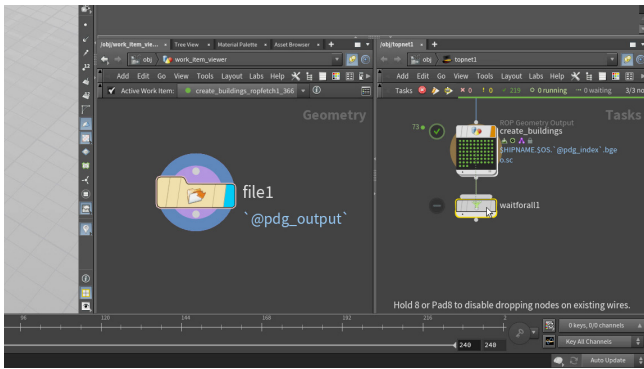 /obj/work_item_vie... × Tree View × Material Palette × Asset Browser × +
obj work_item_viewer
Add Edit Go View Tools Layout Labs Help
Active Work Item: create_buildings_ropfetch1_366
Geometry
file1
`@pdg_output`
/obj/topnet1 × +
obj topnet1
Add Edit Go View Tools Layout Labs Help
Tasks 0 0 219 0 running 0 waiting 3/3 no
Tasks
73
ROP Geometry Output
create_buildings
$HIPNAME.$OS.`@pdg_index`.bge
o.sc
waitforall1
Hold 8 or Pad8 to disable dropping nodes on existing wires.
96 120 144 168 192 216 2
240 240
0 keys, 0/0 channels
Key All Channels
Auto Update